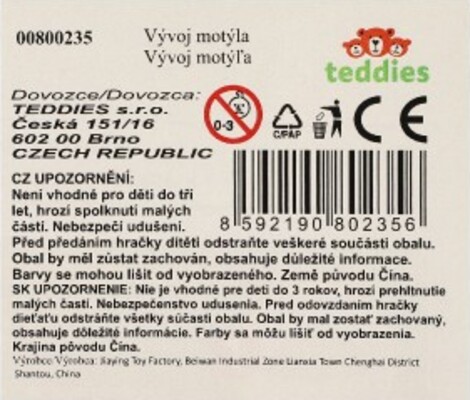 00800235
Vývoj motýla
Vývoj motýľa
teddies
Dovozce/Dovozca:
TEDDIES s.r.o.
Česká 151/16
602 00 Brno
CZECH REPUBLIC
0-3
C/PAP
CE
8 592190 802356
CZ UPOZORNĚNÍ:
Není vhodné pro děti do tří
let, hrozí spolknutí malých
částí. Nebezpečí udušení.
Před předáním hračky dítěti odstraňte veškeré součásti obalu.
Obal by měl zůstat zachován, obsahuje důležité informace.
Barvy se mohou lišit od vyobrazeného. Země původu Čína.
SK UPOZORNENIE: Nie je vhodné pre deti do 3 rokov, hrozí prehltnutie
malých častí. Nebezpečenstvo udusenia. Pred odovzdaním hračky
dieťaťu odstráňte všetky súčasti obalu. Obal by mal zostať zachovaný,
obsahuje dôležité informácie. Farby sa môžu líšiť od vyobrazenia.
Krajina pôvodu Čína.
Výrobce/Výrobca: Jiaying Toy Factory, Beiwan Industrial Zone Lianxia Town Chenghai District
Shantou, China